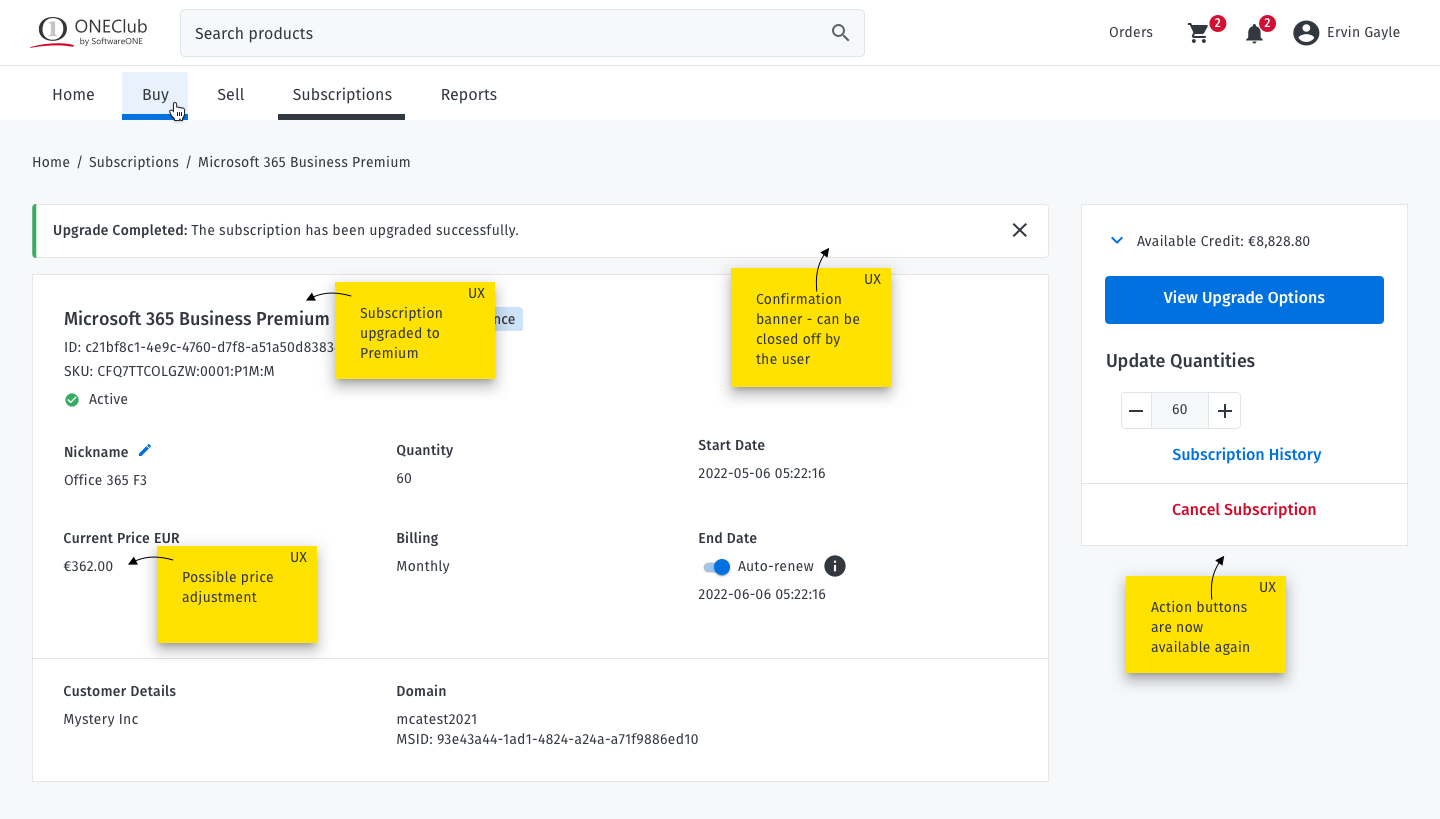 ONEClub
by SoftwareONE
Search products
Orders
2
2
Ervin Gayle
Home
Buy
Sell
Subscriptions
Reports
Home / Subscriptions / Microsoft 365 Business Premium
Upgrade Completed: The subscription has been upgraded successfully.
Microsoft 365 Business Premium
ID: c21bf8c1-4e9c-4760-d7f8-a51a50d8383
SKU: CFQ7TTCOLGZW:0001:P1M:M
Active
UX
Subscription
upgraded to
Premium
UX
Confirmation
banner - can be
closed off by
the user
Nickname
Office 365 F3
Quantity
60
Start Date
2022-05-06 05:22:16
Current Price EUR
€362.00
UX
Possible price
adjustment
Billing
Monthly
End Date
Auto-renew
2022-06-06 05:22:16
Customer Details
Mystery Inc
Domain
mcatest2021
MSID: 93e43a44-1ad1-4824-a24a-a71f9886ed10
Available Credit: €8,828.80
View Upgrade Options
Update Quantities
60
Subscription History
Cancel Subscription
UX
Action buttons
are now
available again